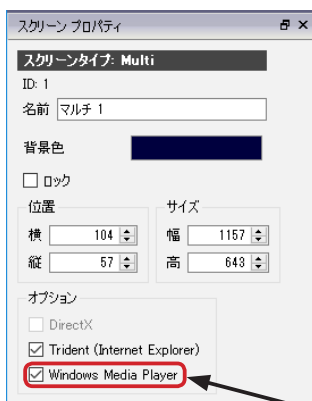 スクリーン プロパティ
スクリーンタイプ: Multi
ID: 1
名前 マルチ 1
背景色
ロック
位置
横 104
縦 57
サイズ
幅 1157
高 643
オプション
DirectX
Trident (Internet Explorer)
Windows Media Player